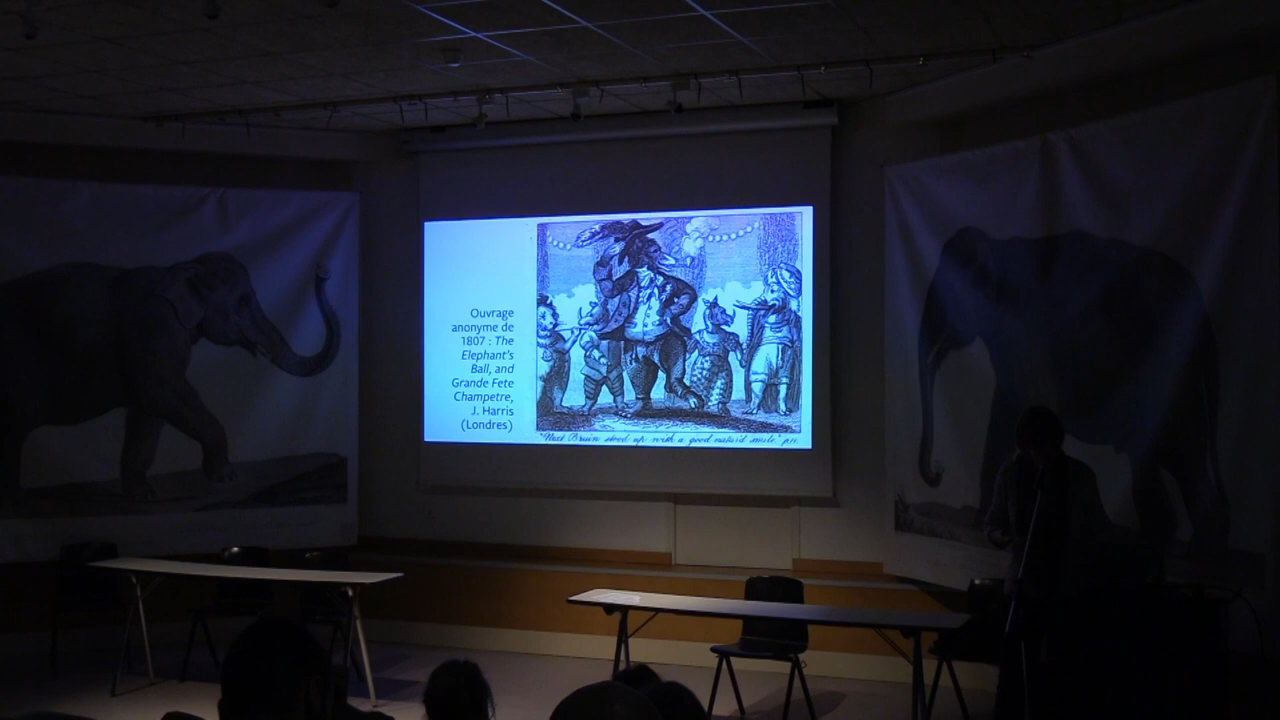 Ouvrage
anonyme de
1807 : The
Elephant's
Ball, and
Grande Fete
Champetre,
J. Harris
(Londres)
"Next Bruin stood up with a good natur'd smile" p.11.